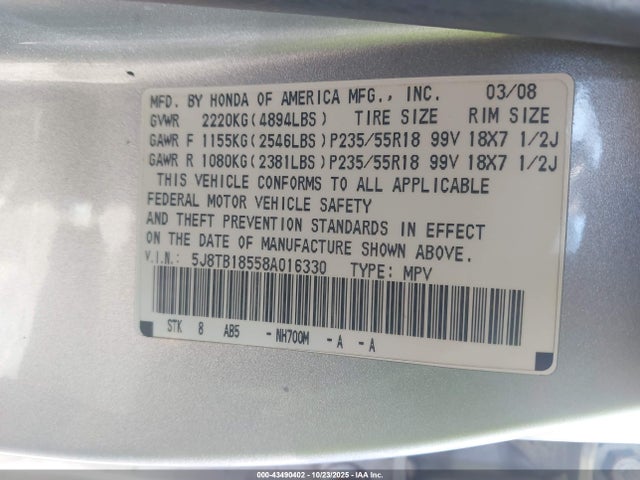 MFD. BY HONDA OF AMERICA MFG., INC. 03/08
GVWR 2220KG(4894LBS) TIRE SIZE RIM SIZE
GAWR F 1155KG(2546LBS)P235/55R18 99V 18X7 1/2J
GAWR R 1080KG(2381LBS)P235/55R18 99V 18X7 1/2J
THIS VEHICLE CONFORMS TO ALL APPLICABLE
FEDERAL MOTOR VEHICLE SAFETY
AND THEFT PREVENTION STANDARDS IN EFFECT
ON THE DATE OF MANUFACTURE SHOWN ABOVE.
V.I.N.: 5J8TB18558A016330 TYPE: MPV
STK 8 AB5 - NH700M - A - A
000-43490402 - 10/23/2025 - IAAI.COM